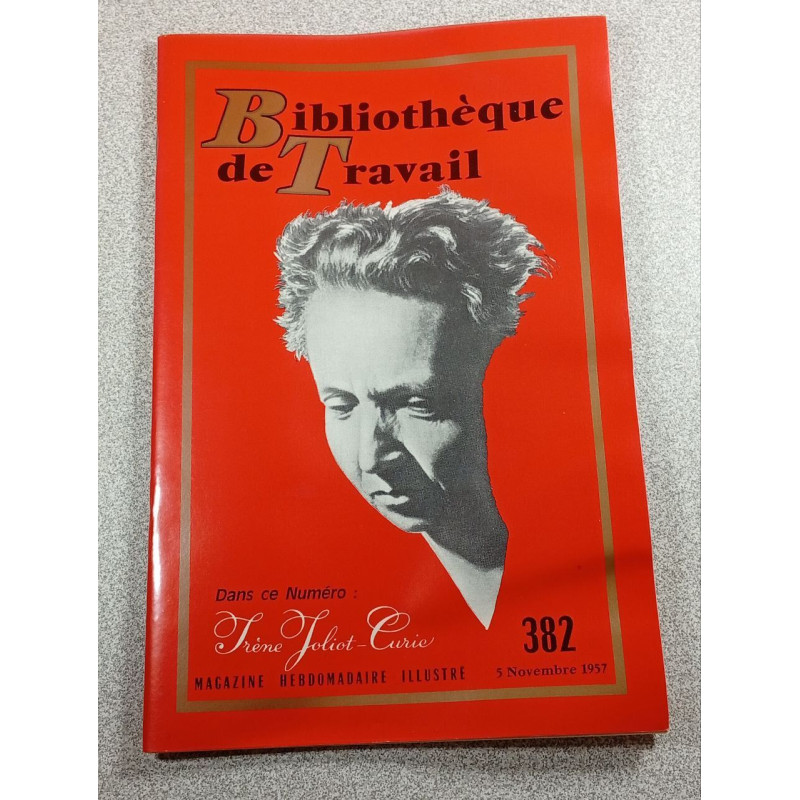 Bibliothèque
de Travail
Dans ce Numéro :
Irène Joliot-Curie
382
MAGAZINE HEBDOMADAIRE ILLUSTRÉ 5 Novembre 1957